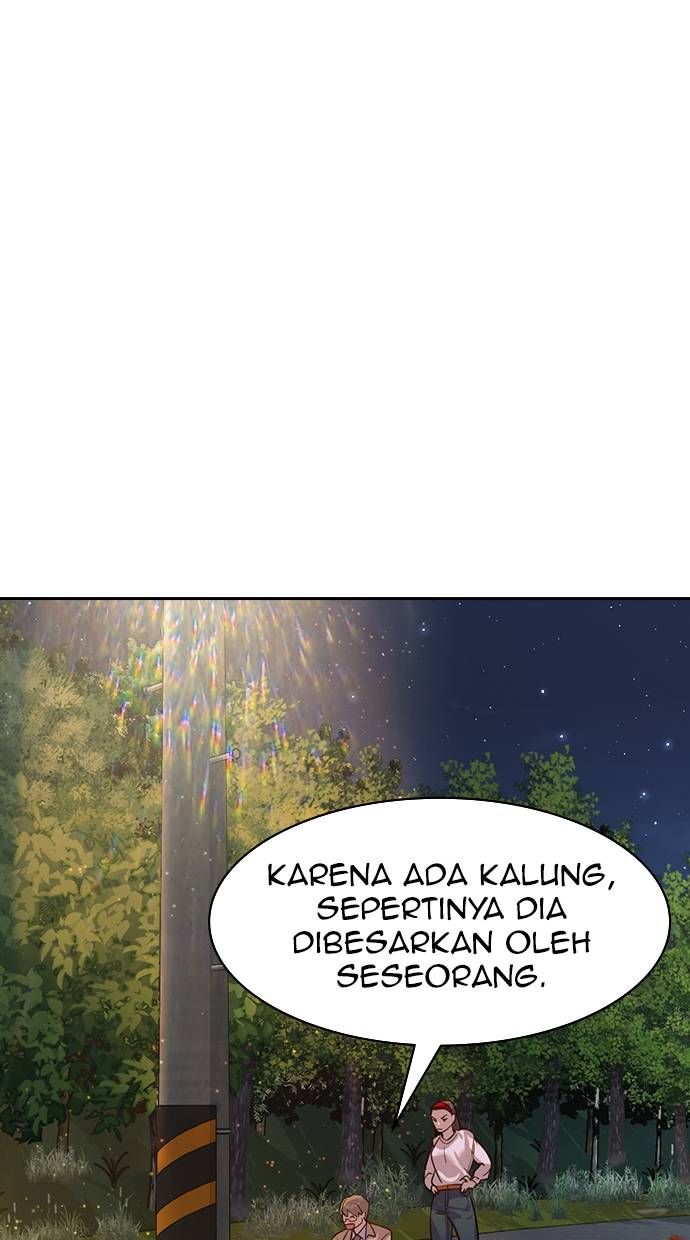 KARENA ADA KALUNG,
SEPERTINYA DIA
DIBESARKAN OLEH
SESEORANG.